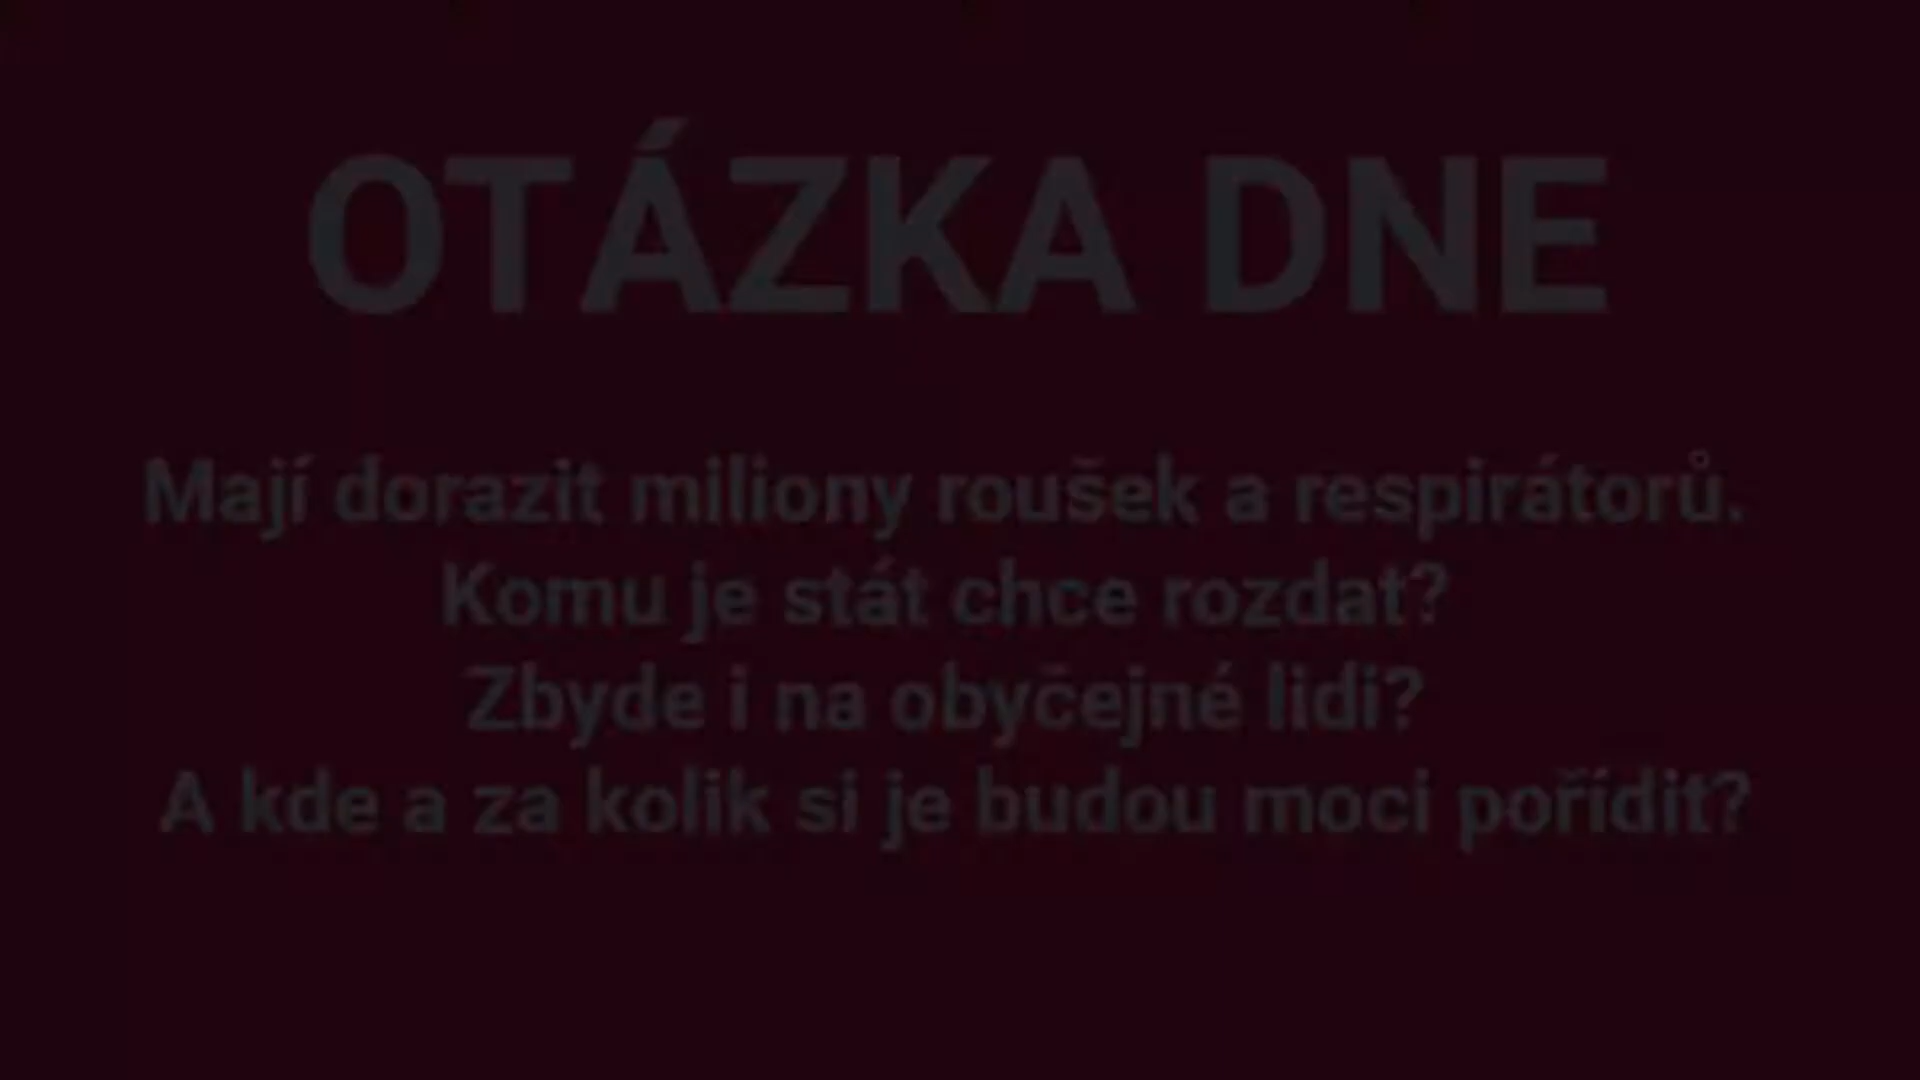 OTÁZKA DNE
Mají dorazit miliony roušek a respirátorů.
Komu je stát chce rozdat?
Zbyde i na obyčejné lidi?
A kde a za kolik si je budou moci pořídit?